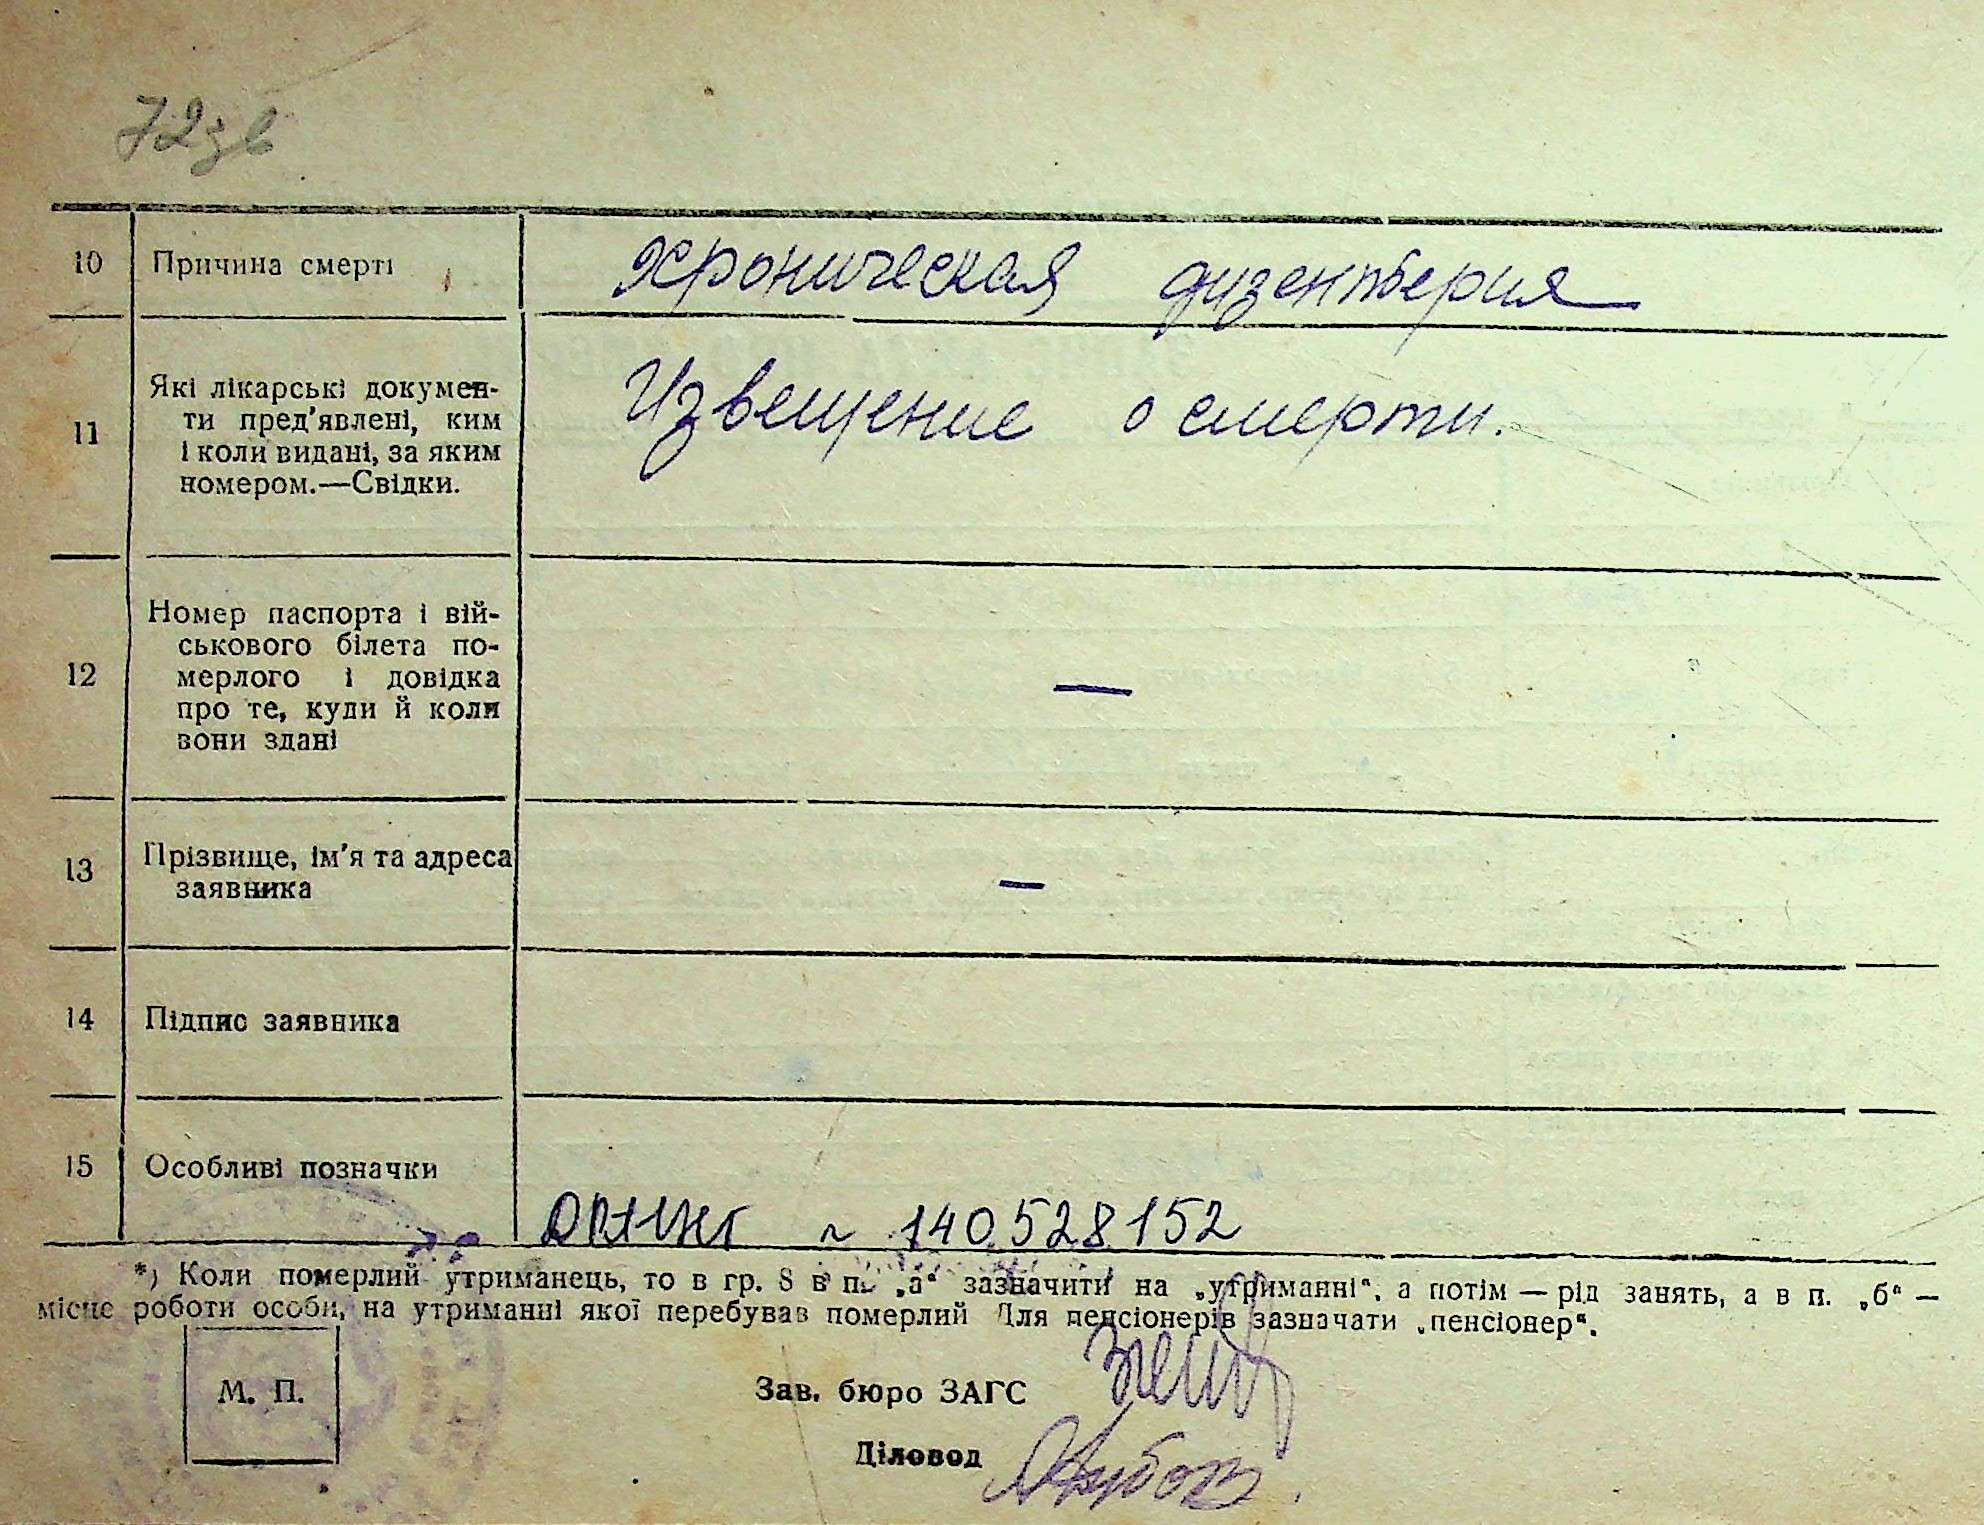 72зв
10 Причина смерті Хроническая дизентерия
11 Які лікарські докумен-
ти пред'явлені, ким
і коли видані, за яким
номером.—Свідки.
Извещение о смерти.
12 Номер паспорта і вій-
ськового білета по-
мерлого і довідка
про те, куди й коли
вони здані
—
13 Прізвище, ім'я та адреса
заявника
—
14 Підпис заявника
15 Особливі позначки
140528152
*) Коли померлий утриманець, то в гр. 8 в п. „а“ зазначити на „утриманні“, а потім — рід занять, а в п. „б“ —
місце роботи особи, на утриманні якої перебував померлий Для пенсіонерів зазначати „пенсіонер“.
М. П.
Зав. бюро ЗАГС
Діловод